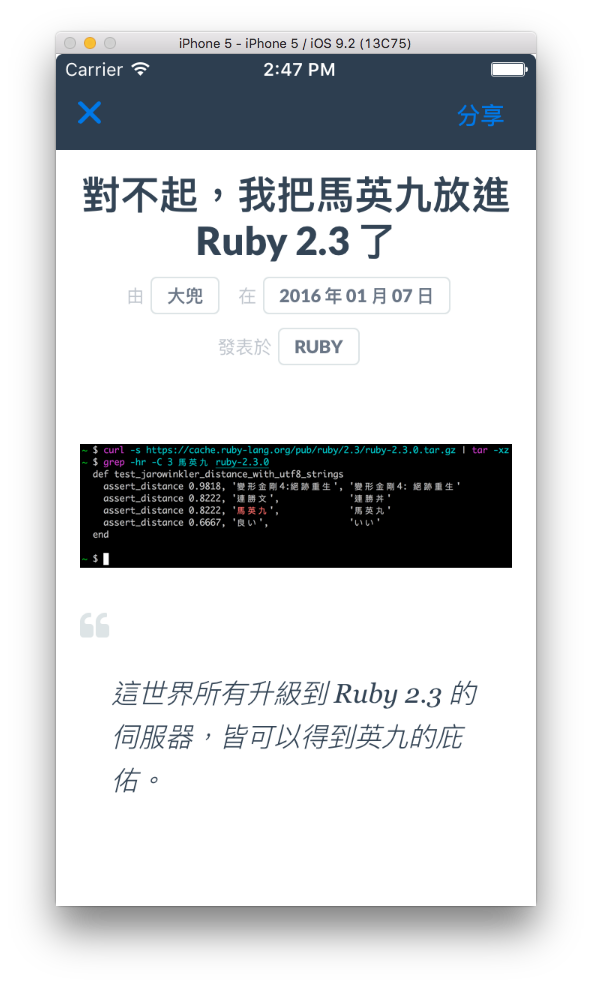 iPhone 5 - iPhone 5 / iOS 9.2 (13C75)
Carrier 2:47 PM
分享
對不起，我把馬英九放進
Ruby 2.3 了
由 大兜 在 2016 年 01 月 07 日
發表於 RUBY
~ $ curl -s https://cache.ruby-lang.org/pub/ruby/2.3/ruby-2.3.0.tar.gz | tar -xz
~ $ grep -hr -C 3 馬英九 ruby-2.3.0
def test_jarowinkler_distance_with_utf8_strings
assert_distance 0.9818, '變形金剛4:絕跡重生', '變形金剛4: 絕跡重生'
assert_distance 0.8222, '連勝文', '連勝丼'
assert_distance 0.8222, '馬英九', '馬英丸'
assert_distance 0.6667, '良い', 'いい'
end
~ $
這世界所有升級到 Ruby 2.3 的
伺服器，皆可以得到英九的庇
佑。